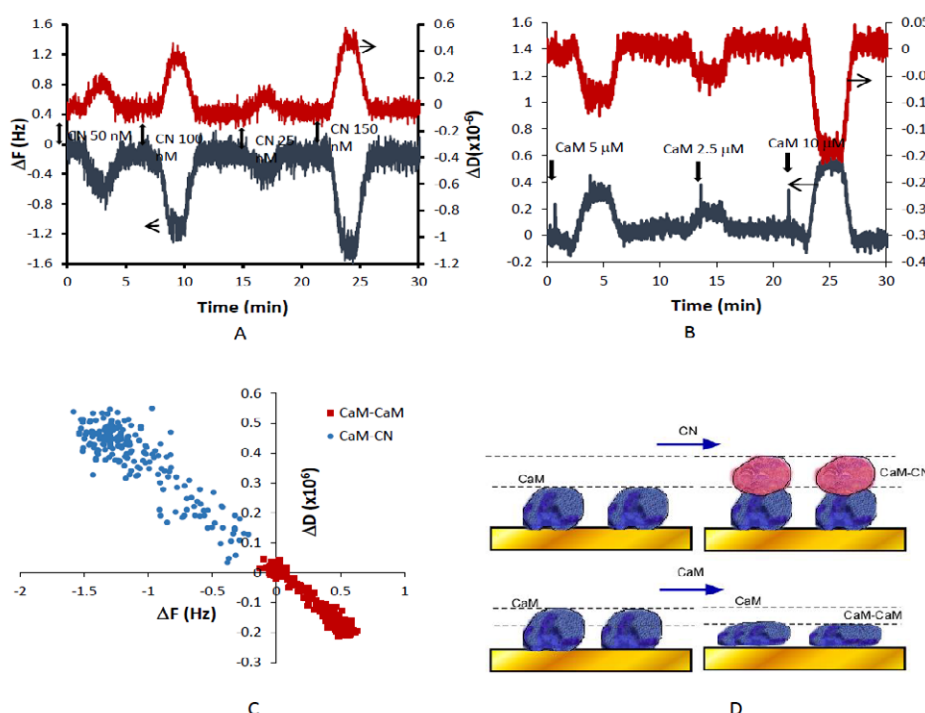 A
B
1.6
1.2
0.8
0.4
0
-0.4
-0.8
-1.2
-1.6
ΔF (Hz)
0.6
0.4
0.2
0
-0.2
-0.4
-0.6
-0.8
-1
-1.2
ΔD(x10⁻⁶)
CN 50 nM
CN 100
nM
CN 25
nM
CN 150
nM
0 5 10 15 20 25 30
Time (min)
A
1.6
1.4
1.2
1
0.8
0.6
0.4
0.2
0
-0.2
0.05
0
-0.05
-0.1
-0.1
-0.2
-0.2
-0.3
-0.3
CaM 5 μM
CaM 2.5 μM
CaM 10 μM
0 5 10 15 20 25 30
Time (min)
B
0.6
0.5
0.4
0.3
0.2
0.1
0
-0.1
-0.2
-0.3
CaM-CaM
CaM-CN
ΔD (x10⁶)
-2 -1.5 -1 -0.5 0 0.5 1
ΔF (Hz)
C
CN
CaM
CaM-CN
CaM
CaM
CaM
CaM-CaM
D